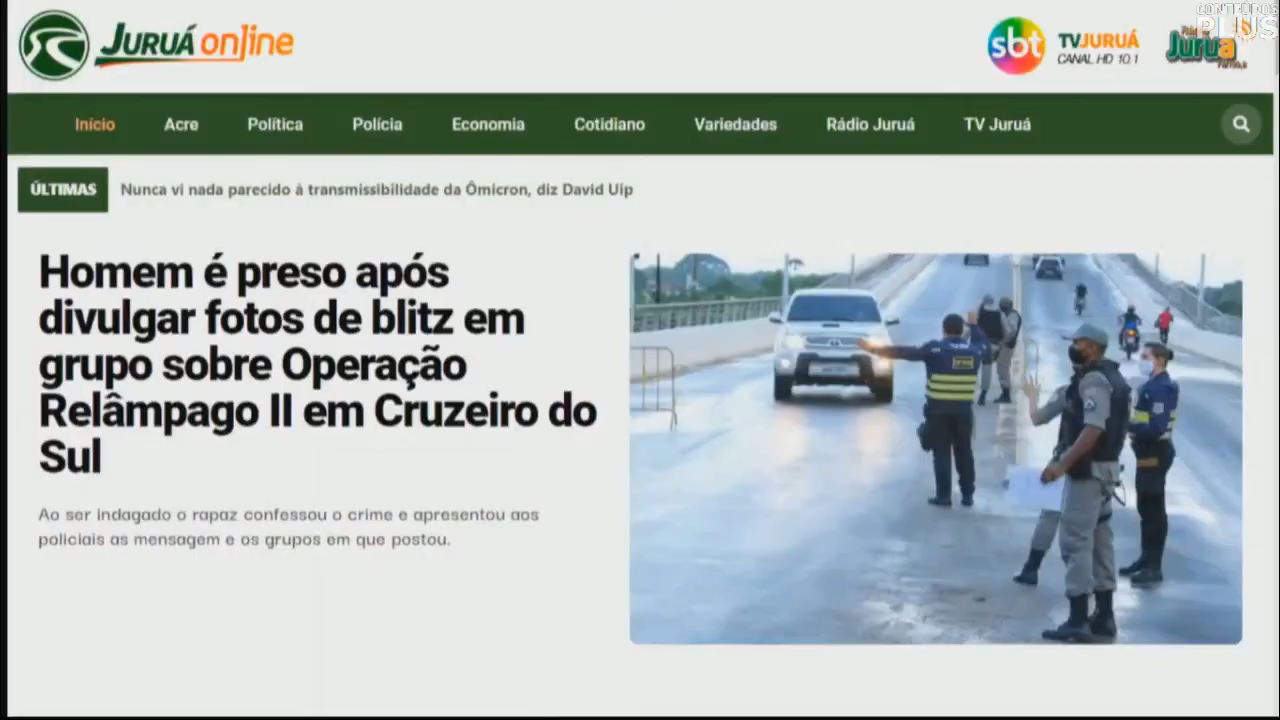 JURUÁ online
sbt
TVJURUÁ
CANAL HD 10.1
Juruá
CONTEÚDOS
PLUS
Início Acre Política Polícia Economia Cotidiano Variedades Rádio Juruá TV Juruá
ÚLTIMAS Nunca vi nada parecido à transmissibilidade da Ômicron, diz David Uip
Homem é preso após
divulgar fotos de blitz em
grupo sobre Operação
Relâmpago II em Cruzeiro do
Sul
Ao ser indagado o rapaz confessou o crime e apresentou aos
policiais as mensagem e os grupos em que postou.